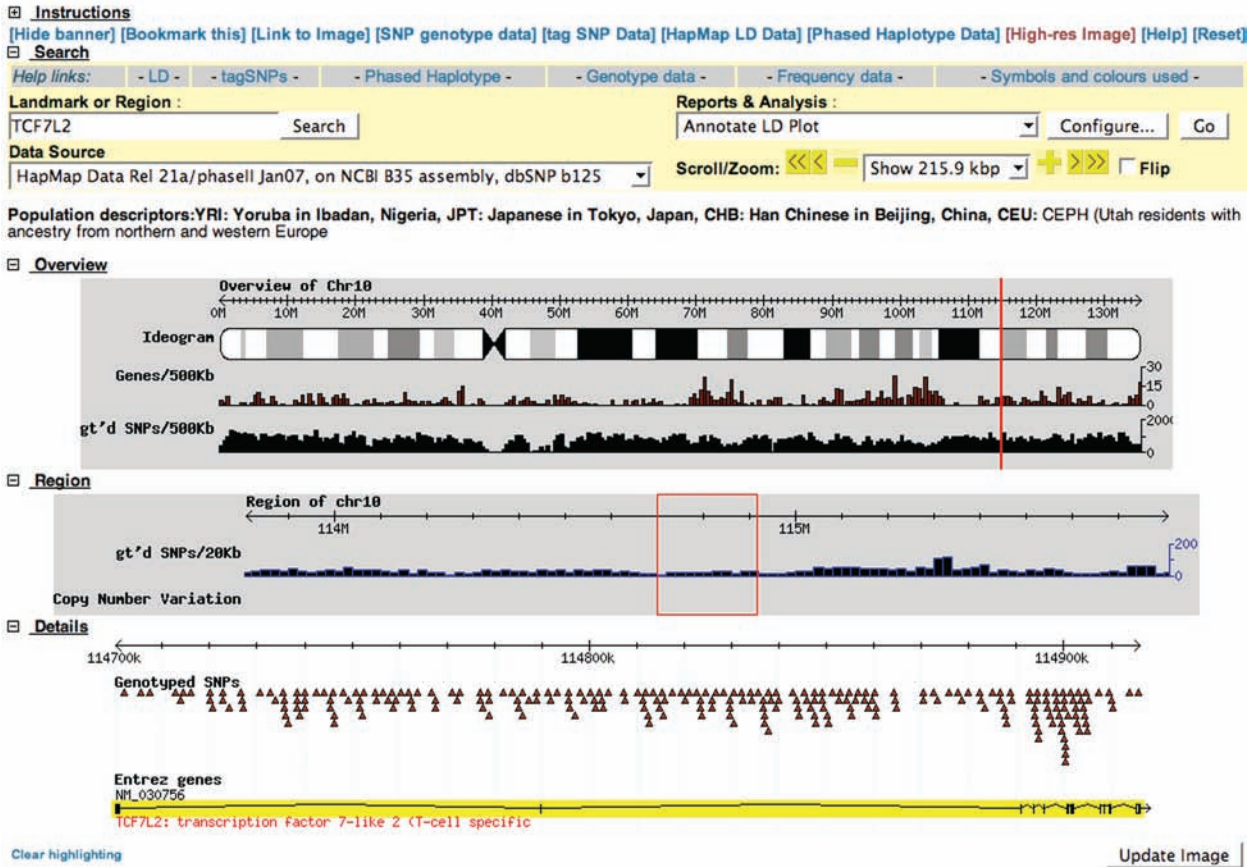 Instructions
[Hide banner] [Bookmark this] [Link to Image] [SNP genotype data] [tag SNP Data] [HapMap LD Data] [Phased Haplotype Data] [High-res Image] [Help] [Reset]
Search
Help links: - LD - - tagSNPs - - Phased Haplotype - - Genotype data - - Frequency data - - Symbols and colours used -
Landmark or Region : Reports & Analysis :
TCF7L2 Search Annotate LD Plot Configure... Go
Data Source
HapMap Data Rel 21a/phaseII Jan07, on NCBI B35 assembly, dbSNP b125 Scroll/Zoom: Show 215.9 kbp Flip
Population descriptors:YRI: Yoruba in Ibadan, Nigeria, JPT: Japanese in Tokyo, Japan, CHB: Han Chinese in Beijing, China, CEU: CEPH (Utah residents with
ancestry from northern and western Europe
Overview
Overview of Chr10
0M 10M 20M 30M 40M 50M 60M 70M 80M 90M 100M 110M 120M 130M
Ideogram
Genes/500Kb 30
15
0
gt'd SNPs/500Kb 2000
0
Region
Region of chr10
114M 115M
gt'd SNPs/20Kb 200
0
Copy Number Variation
Details
114700k 114800k 114900k
Genotyped SNPs
Entrez genes
NM_030756
TCF7L2: transcription factor 7-like 2 (T-cell specific
Clear highlighting Update Image